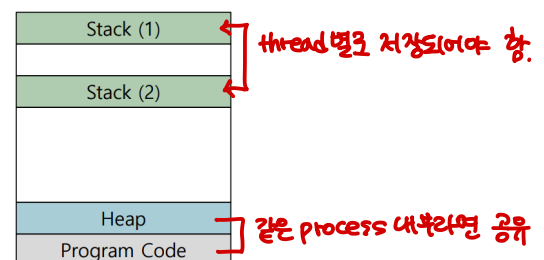 Stack (1)
thread별로 저장되어야 함.
Stack (2)
Heap
같은 process 내부라면 공유
Program Code